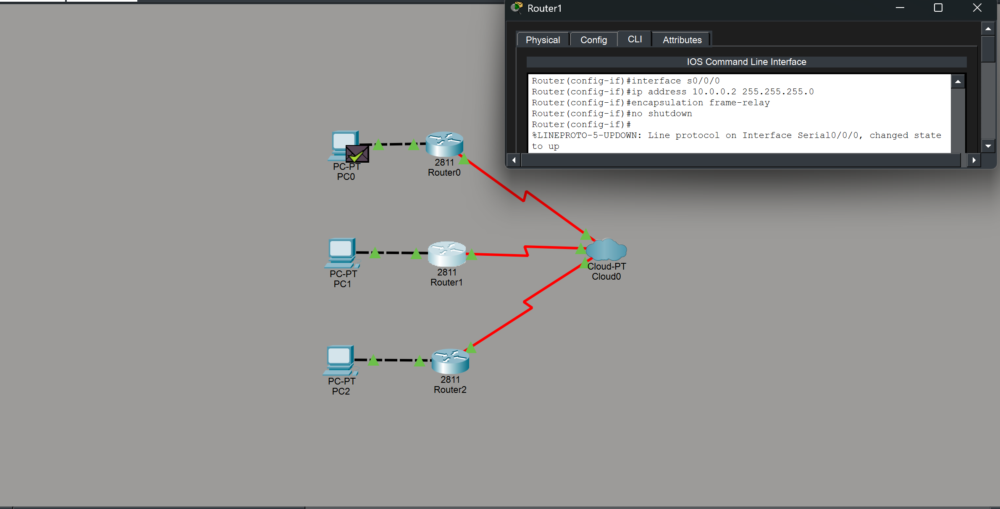 Router1
Physical
Config
CLI
Attributes
IOS Command Line Interface
Router(config-if)#interface s0/0/0
Router(config-if)#ip address 10.0.0.2 255.255.255.0
Router(config-if)#encapsulation frame-relay
Router(config-if)#no shutdown
Router(config-if)#
%LINEPROTO-5-UPDOWN: Line protocol on Interface Serial0/0/0, changed state
to up
PC-PT
PC0
2811
Router0
PC-PT
PC1
2811
Router1
Cloud-PT
Cloud0
PC-PT
PC2
2811
Router2